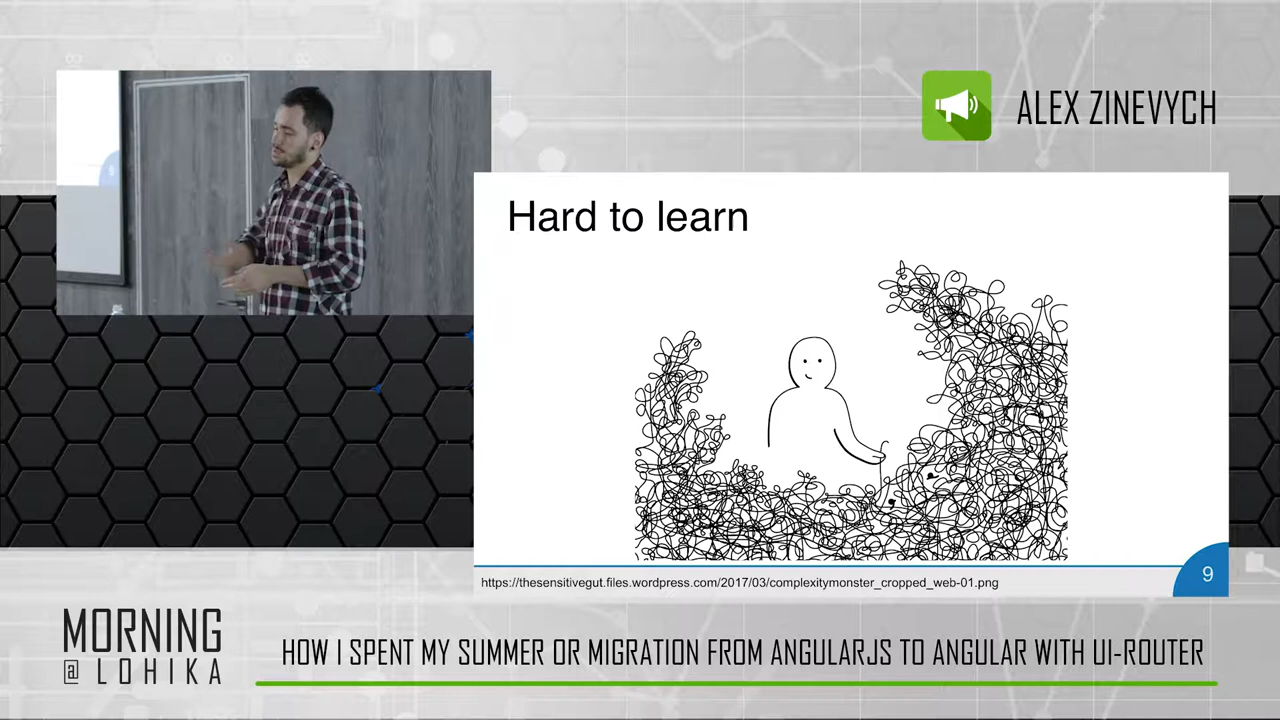 ALEX ZINEVYCH
Hard to learn
https://thesensitivegut.files.wordpress.com/2017/03/complexitymonster_cropped_web-01.png
9
MORNING
@ LOHIKA
HOW I SPENT MY SUMMER OR MIGRATION FROM ANGULARJS TO ANGULAR WITH UI-ROUTER